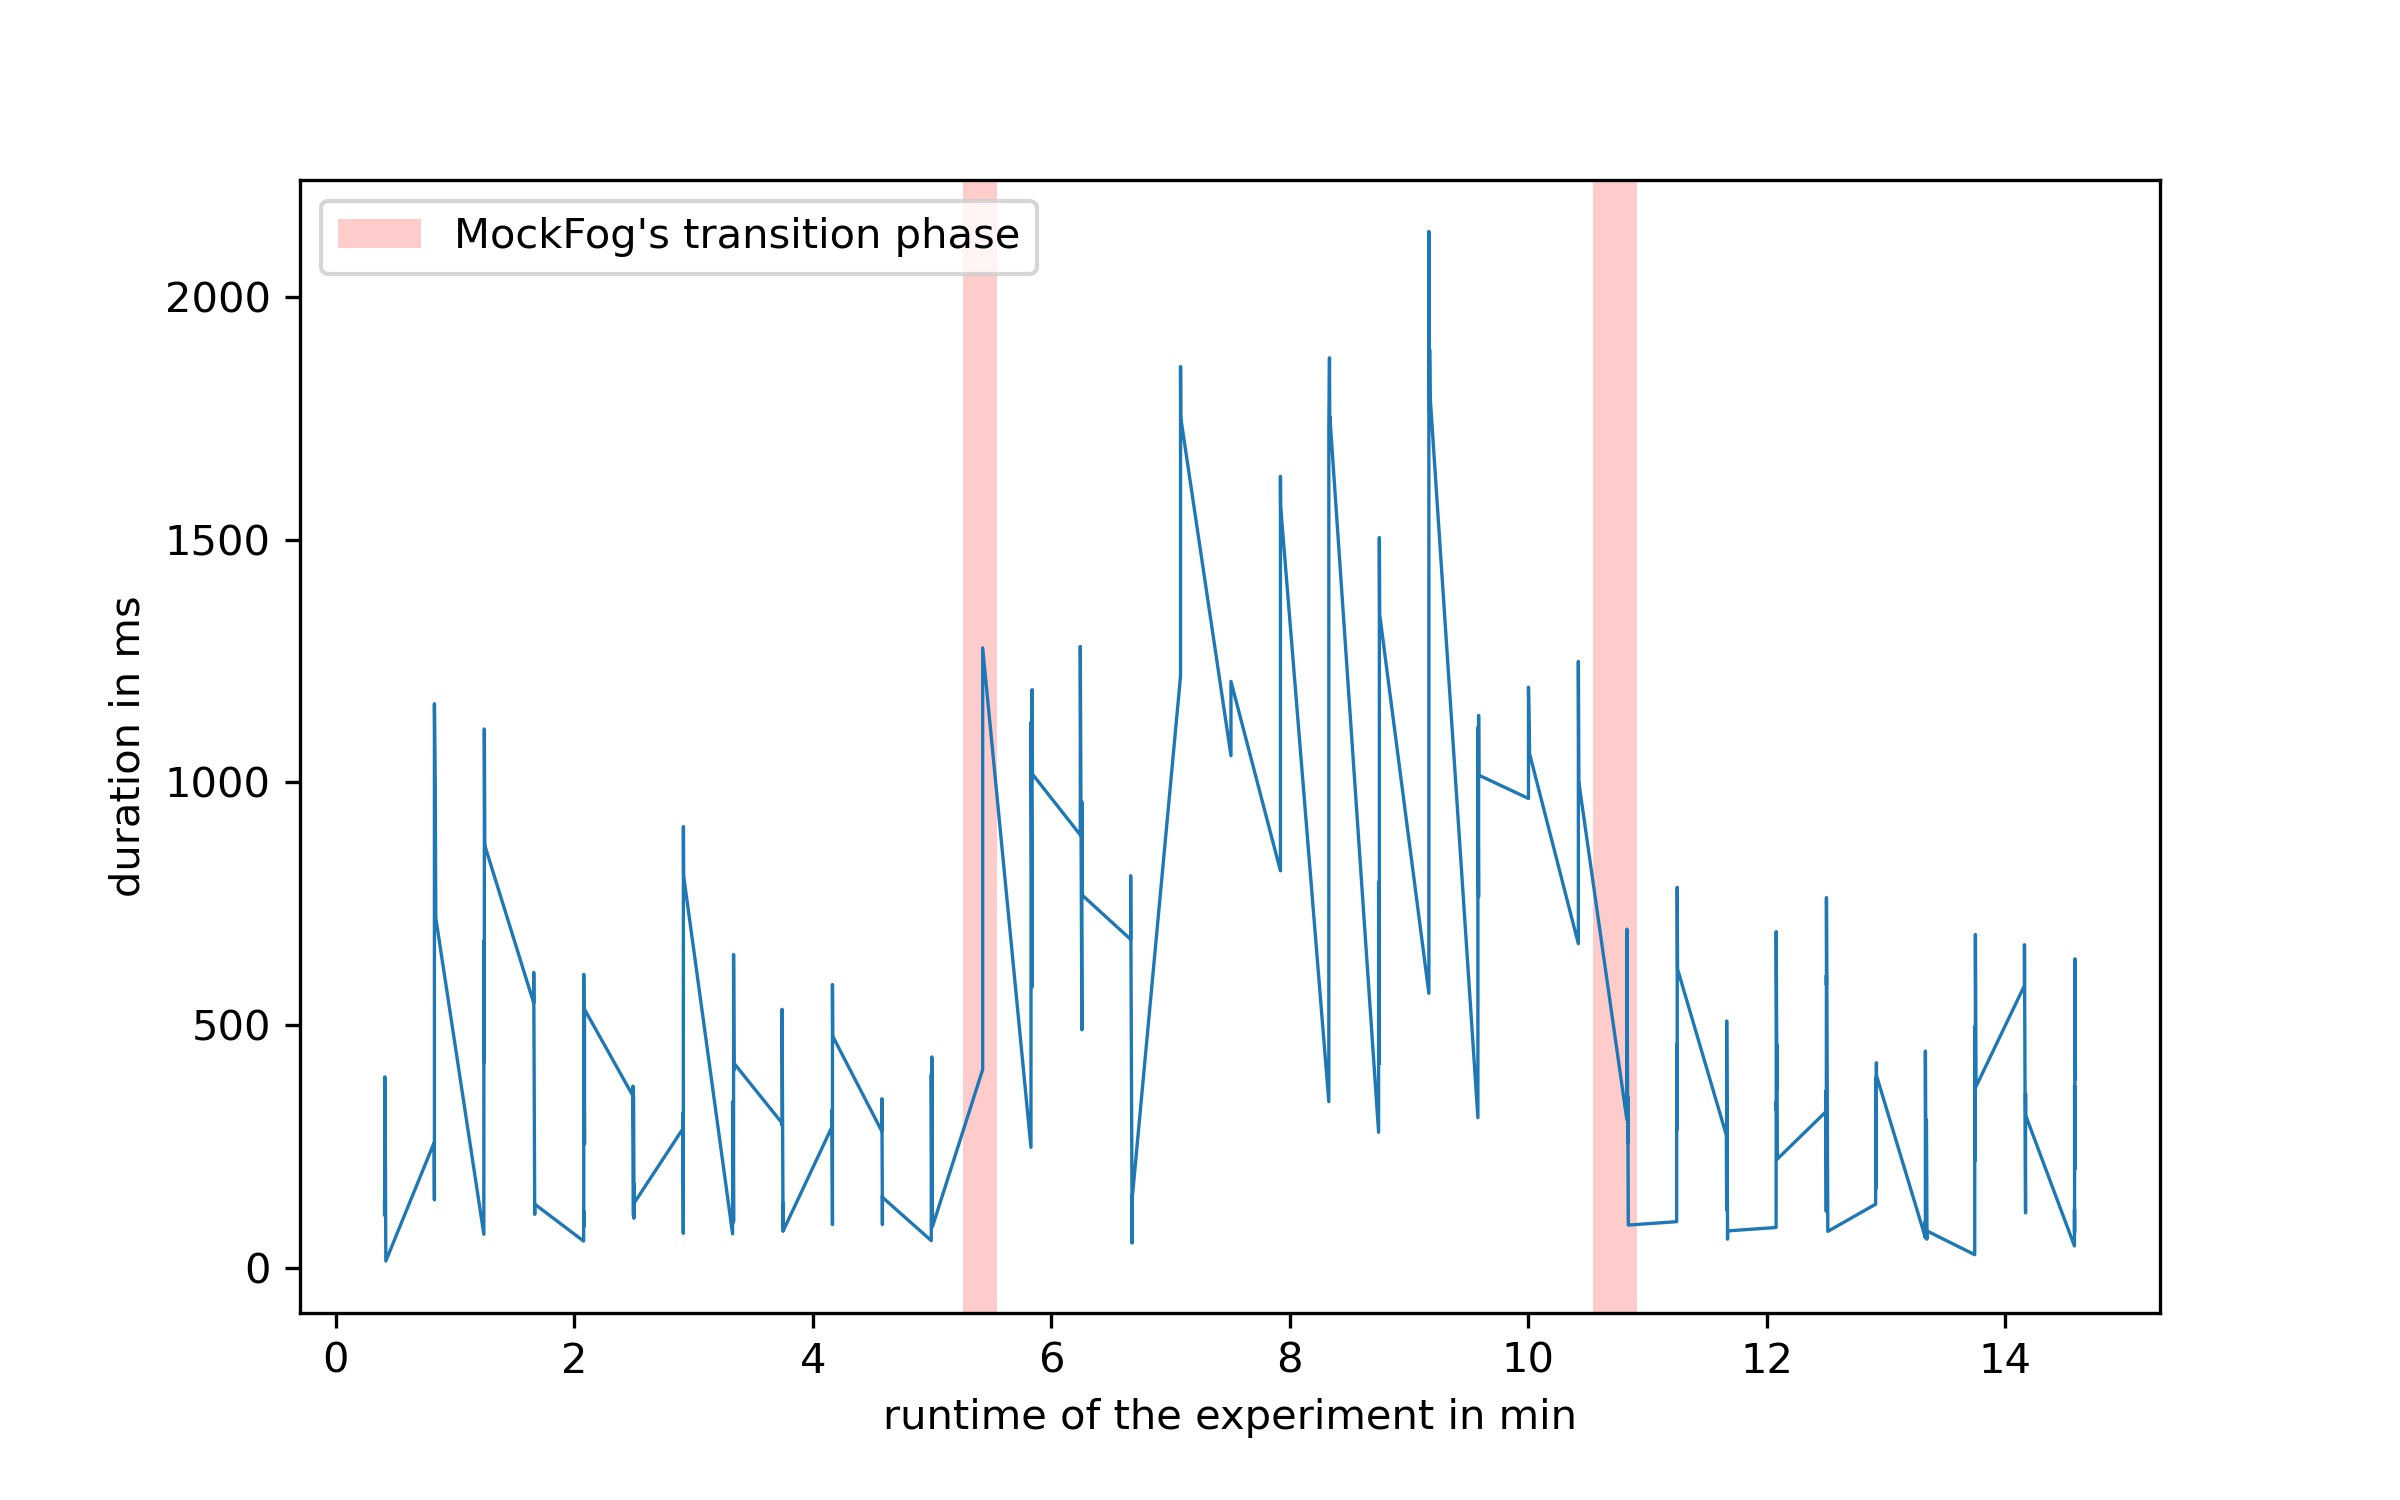 MockFog's transition phase
2000
1500
1000
500
0
duration in ms
0 2 4 6 8 10 12 14
runtime of the experiment in min